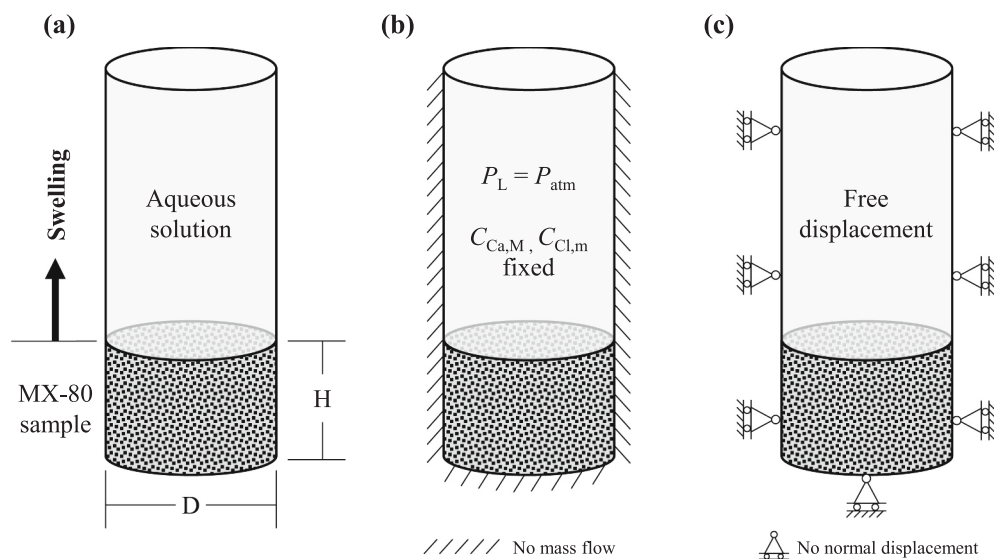 (a)
(b)
(c)
Swelling
Aqueous
solution
MX-80
sample
H
D
P_L = P_atm
C_Ca,M , C_Cl,m
fixed
Free
displacement
No mass flow
No normal displacement